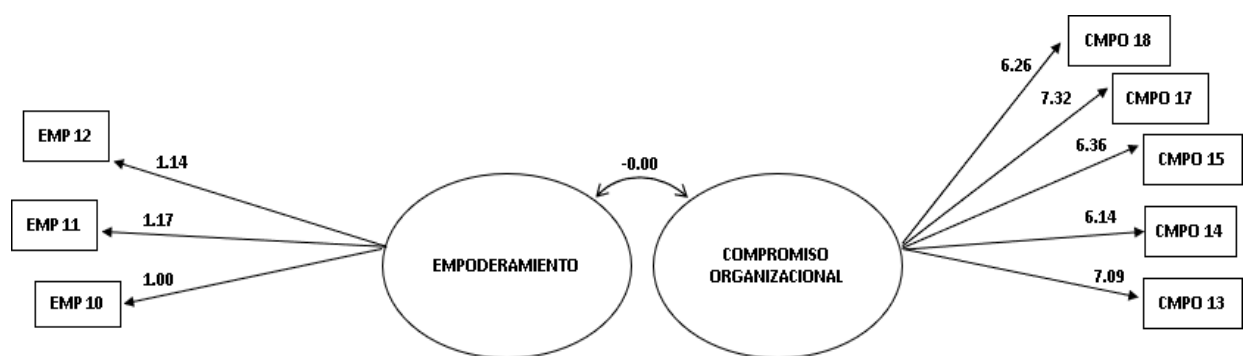 EMP 12
1.14
EMP 11
1.17
EMP 10
1.00
EMPODERAMIENTO
-0.00
COMPROMISO
ORGANIZACIONAL
6.26
CMPO 18
7.32
CMPO 17
6.36
CMPO 15
6.14
CMPO 14
7.09
CMPO 13